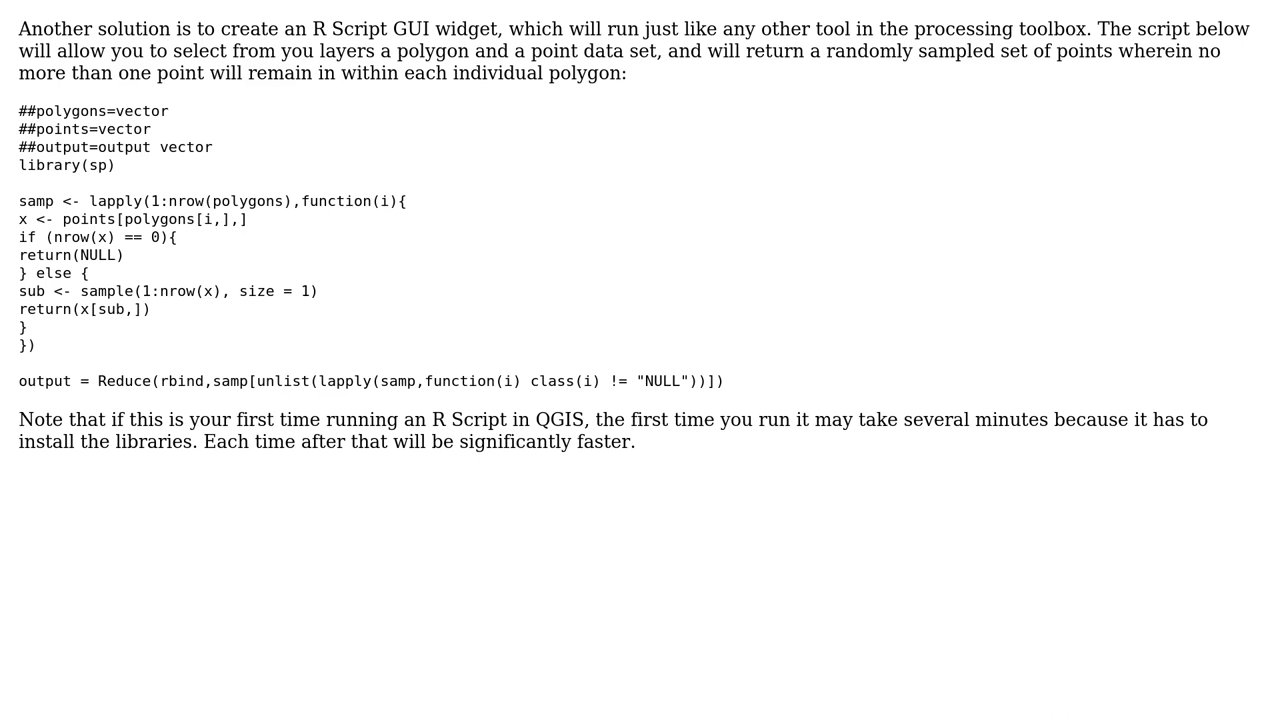 Another solution is to create an R Script GUI widget, which will run just like any other tool in the processing toolbox. The script below
will allow you to select from you layers a polygon and a point data set, and will return a randomly sampled set of points wherein no
more than one point will remain in within each individual polygon:
##polygons=vector
##points=vector
##output=output vector
library(sp)
samp <- lapply(1:nrow(polygons),function(i){
x <- points[polygons[i,],]
if (nrow(x) == 0){
return(NULL)
} else {
sub <- sample(1:nrow(x), size = 1)
return(x[sub,])
}
})
output = Reduce(rbind,samp[unlist(lapply(samp,function(i) class(i) != "NULL"))])
Note that if this is your first time running an R Script in QGIS, the first time you run it may take several minutes because it has to
install the libraries. Each time after that will be significantly faster.